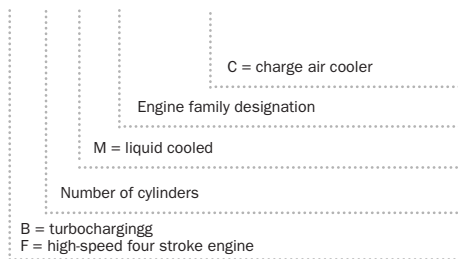 C = charge air cooler
Engine family designation
M = liquid cooled
Number of cylinders
B = turbochargingg
F = high-speed four stroke engine